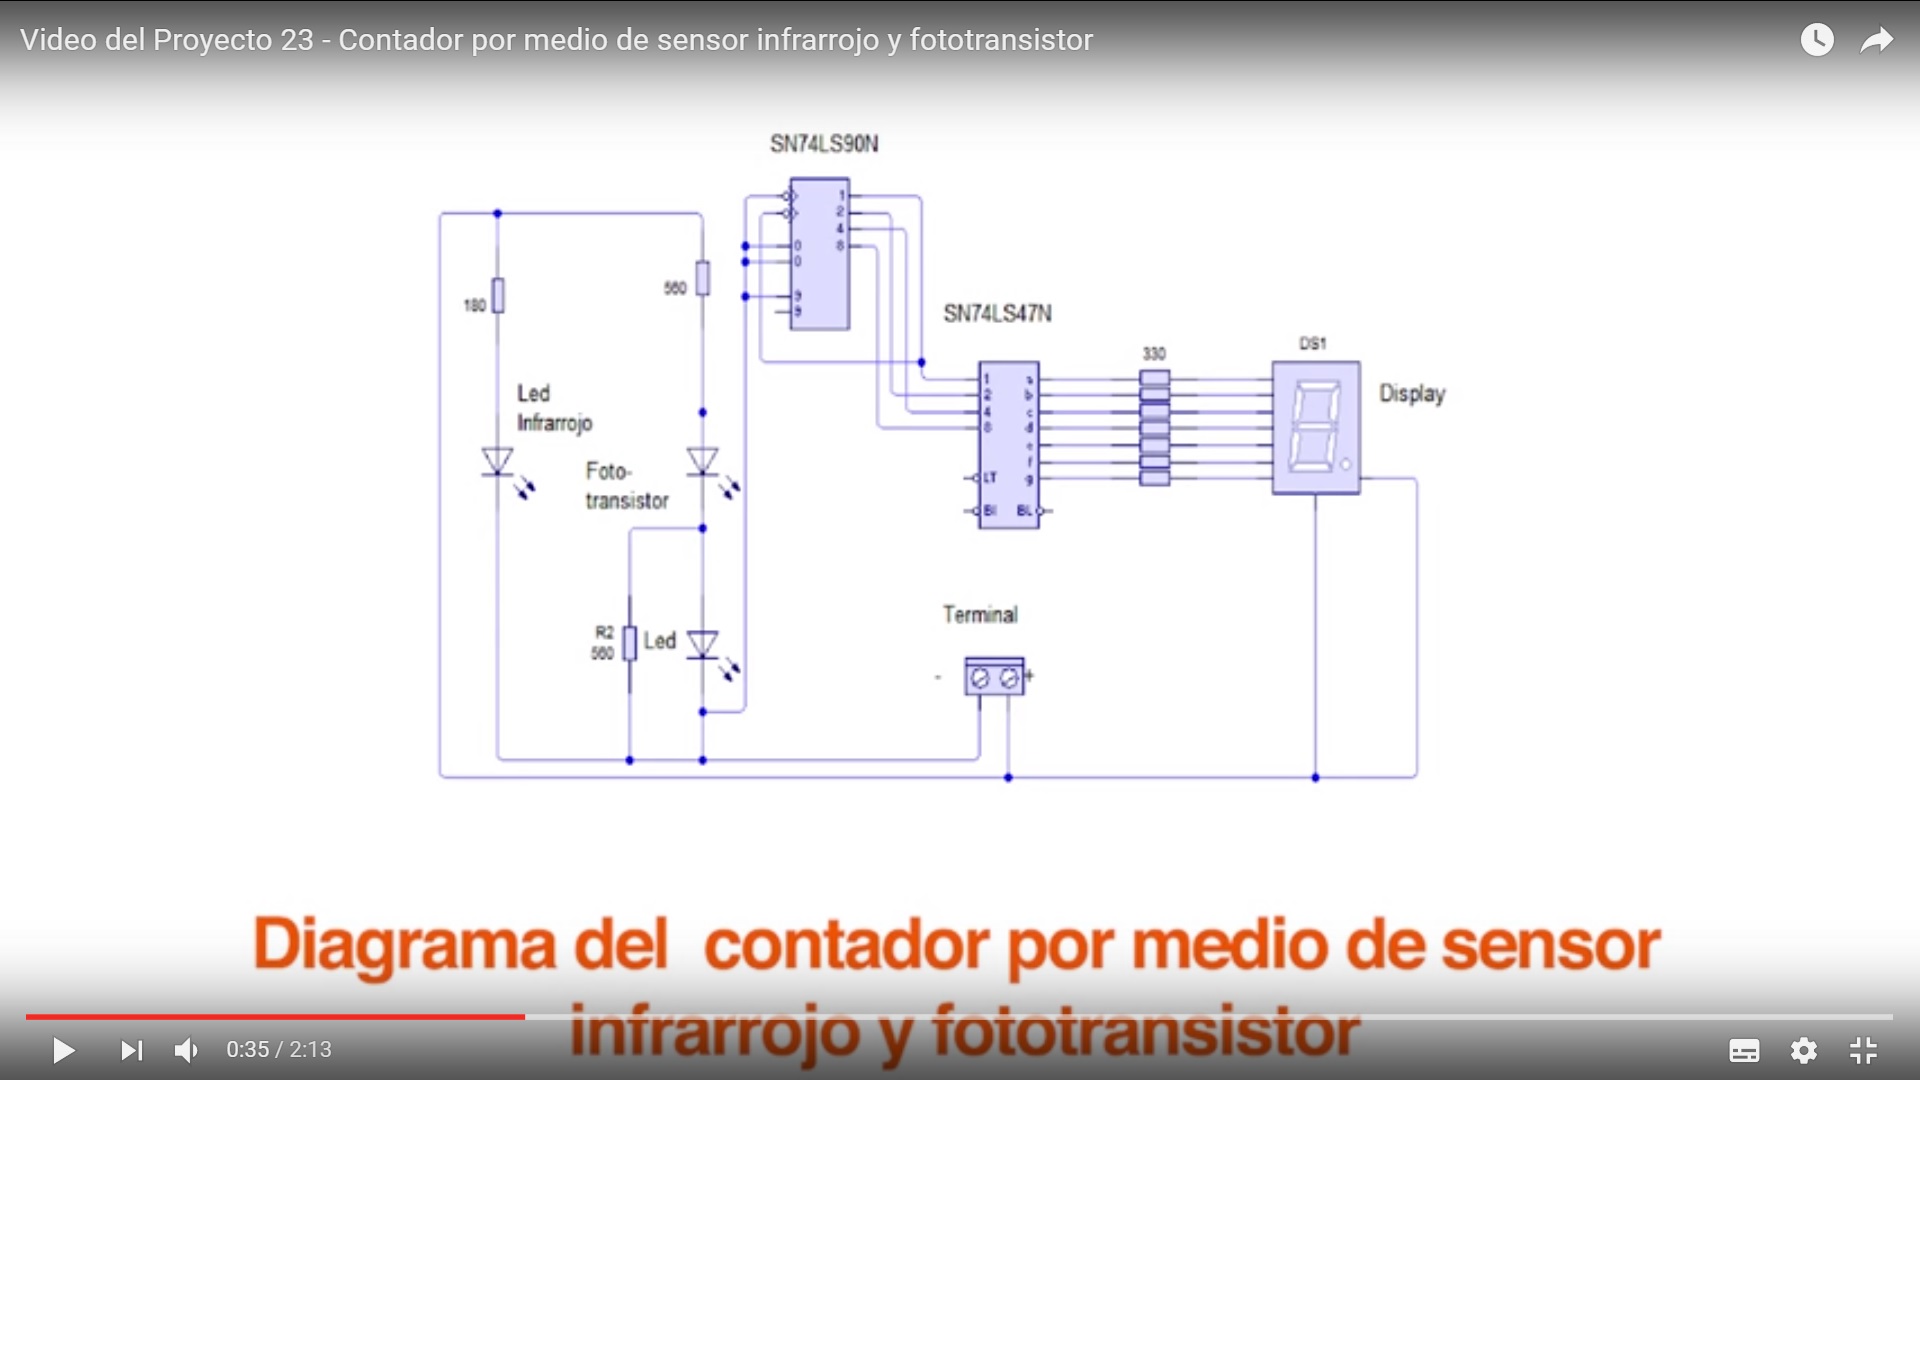 Video del Proyecto 23 - Contador por medio de sensor infrarrojo y fototransistor
SN74LS90N
1
2
4
8
0
0
9
9
180
560
Led
Infrarrojo
Foto-
transistor
R2
560
Led
SN74LS47N
1
2
4
8
LT
BI
a
b
c
d
e
f
g
BL
330
DS1
Display
Terminal
- +
Diagrama del contador por medio de sensor
infrarrojo y fototransistor
0:35 / 2:13